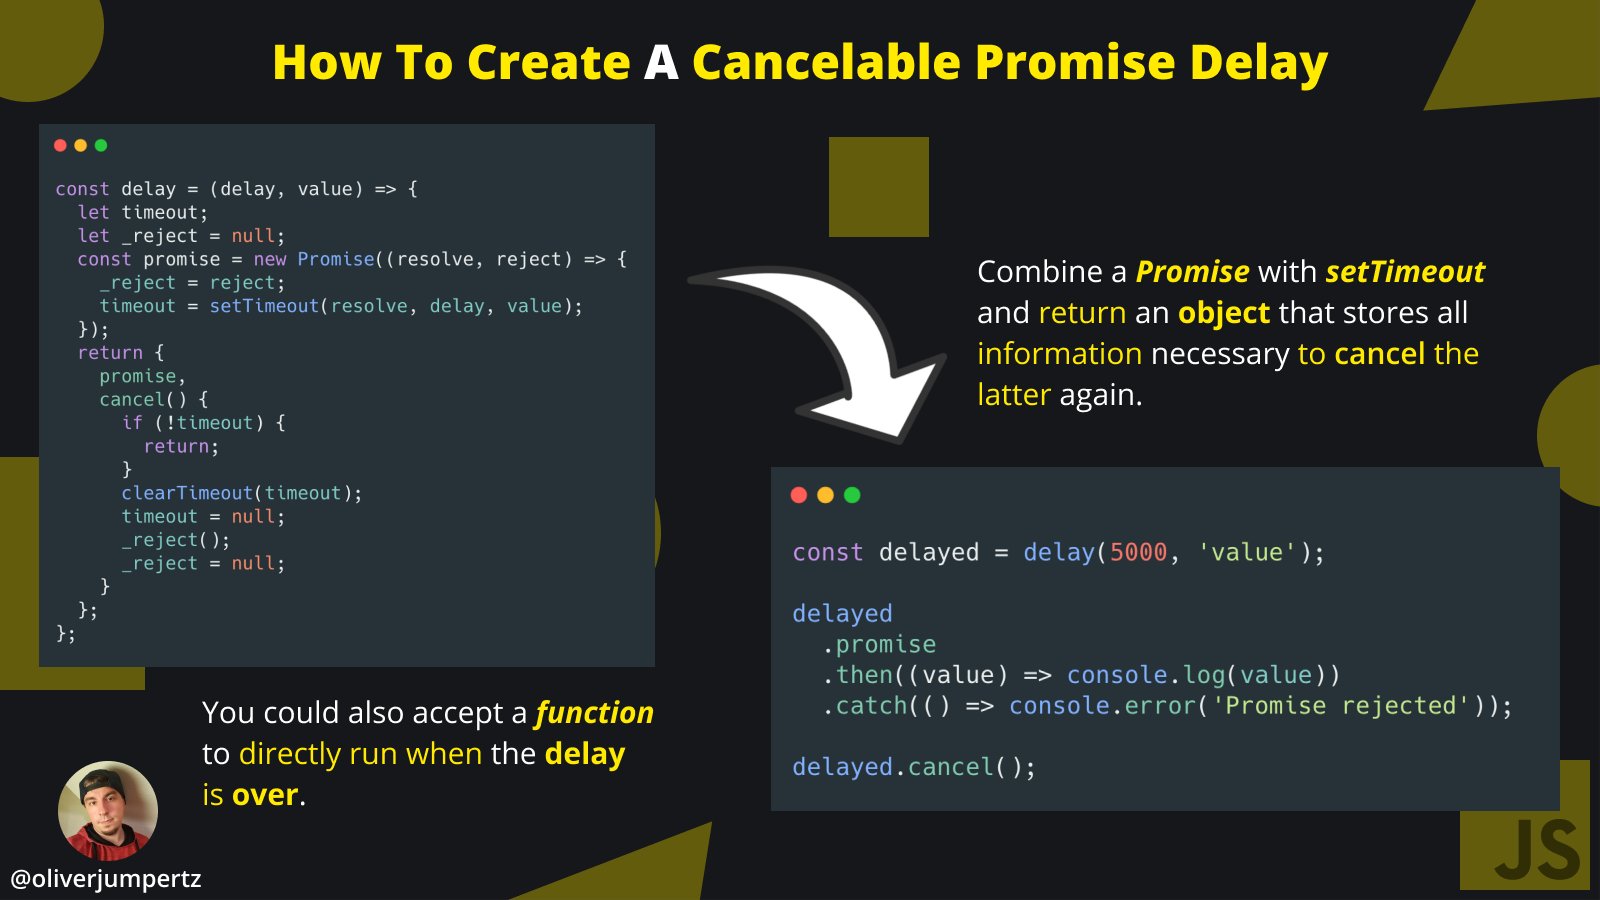 How To Create A Cancelable Promise Delay
const delay = (delay, value) => {
  let timeout;
  let _reject = null;
  const promise = new Promise((resolve, reject) => {
    _reject = reject;
    timeout = setTimeout(resolve, delay, value);
  });
  return {
    promise,
    cancel() {
      if (!timeout) {
        return;
      }
      clearTimeout(timeout);
      timeout = null;
      _reject();
      _reject = null;
    }
  };
};
Combine a Promise with setTimeout
and return an object that stores all
information necessary to cancel the
latter again.
const delayed = delay(5000, 'value');
delayed
  .promise
  .then((value) => console.log(value))
  .catch(() => console.error('Promise rejected'));
delayed.cancel();
You could also accept a function
to directly run when the delay
is over.
@oliverjumpertz
JS